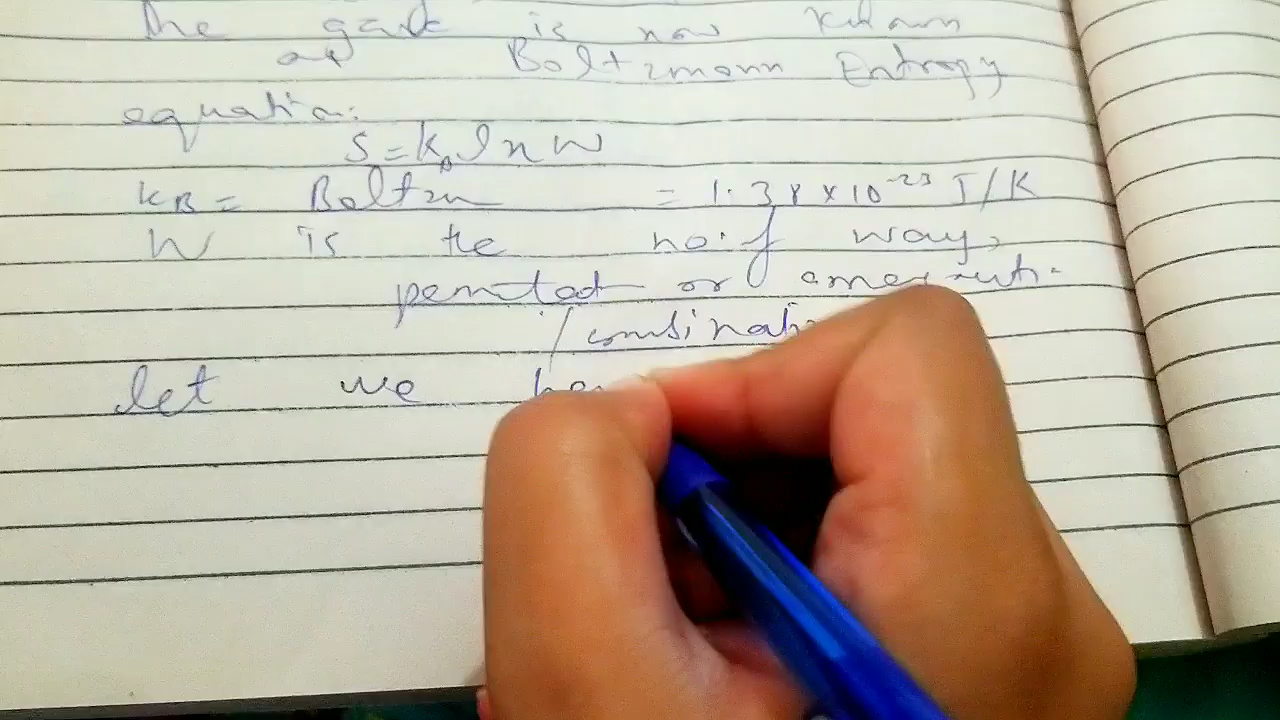 The is now known
as Boltzmann Entropy
equation:
S = kB ln W
kB = Boltzm = 1.38 x 10⁻²³ J/K
W is the no. of ways
or
/combinati
let we